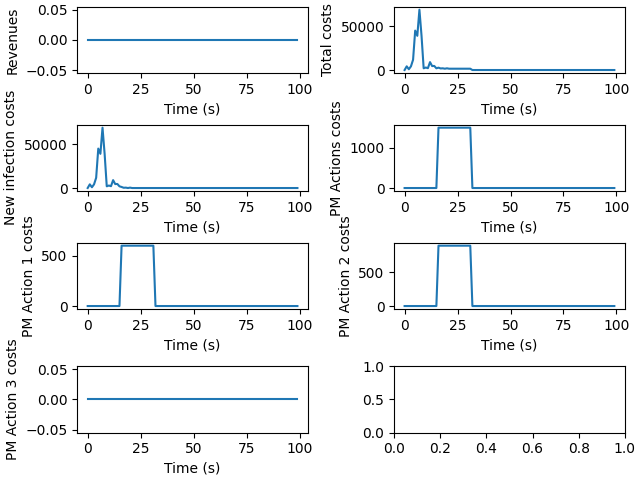 Revenues
0.05
0.00
−0.05
0 25 50 75 100
Time (s)
Total costs
50000
0
0 25 50 75 100
Time (s)
New infection costs
50000
0
0 25 50 75 100
Time (s)
PM Actions costs
1000
0
0 25 50 75 100
Time (s)
PM Action 1 costs
500
0
0 25 50 75 100
Time (s)
PM Action 2 costs
500
0
0 25 50 75 100
Time (s)
PM Action 3 costs
0.05
0.00
−0.05
0 25 50 75 100
Time (s)
1.0
0.5
0.0
0.0 0.2 0.4 0.6 0.8 1.0